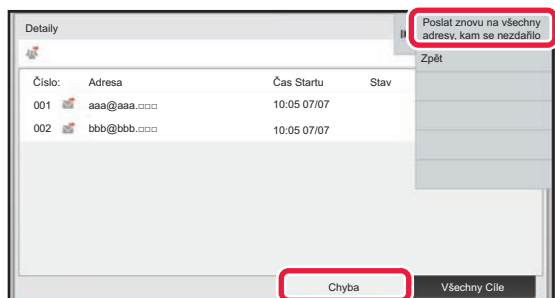 Detaily
Poslat znovu na všechny
adresy, kam se nezdařilo
Zpět
Číslo: Adresa Čas Startu Stav
001 aaa@aaa.□□□ 10:05 07/07
002 bbb@bbb.□□□ 10:05 07/07
Chyba
Všechny Cíle